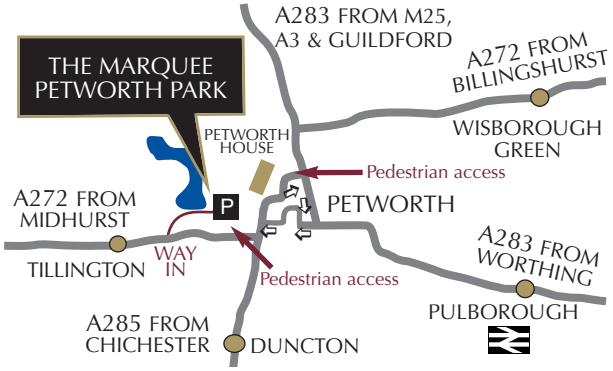 A283 FROM M25,
A3 & GUILDFORD
THE MARQUEE
PETWORTH PARK
A272 FROM
BILLINGSHURST
WISBOROUGH
GREEN
PETWORTH
HOUSE
Pedestrian access
A272 FROM
MIDHURST
P
PETWORTH
TILLINGTON
WAY
IN
Pedestrian access
A283 FROM
WORTHING
PULBOROUGH
A285 FROM
CHICHESTER
DUNCTON